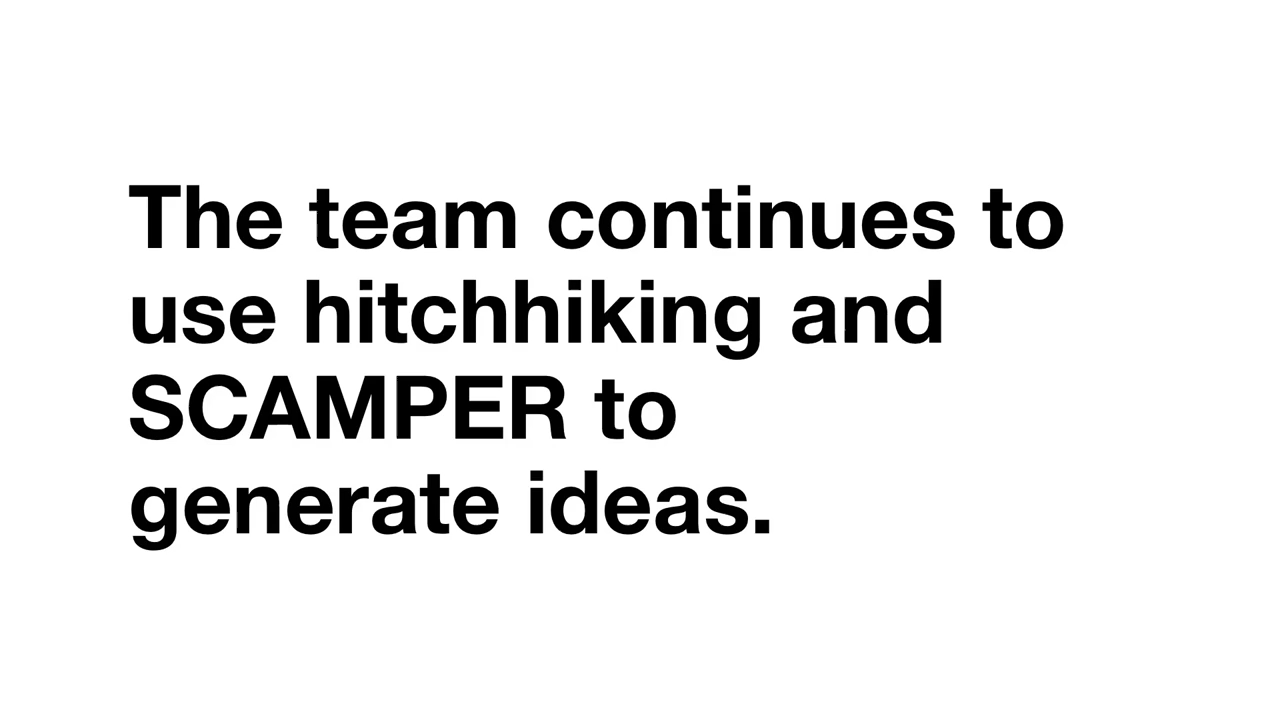 The team continues to
use hitchhiking and
SCAMPER to
generate ideas.